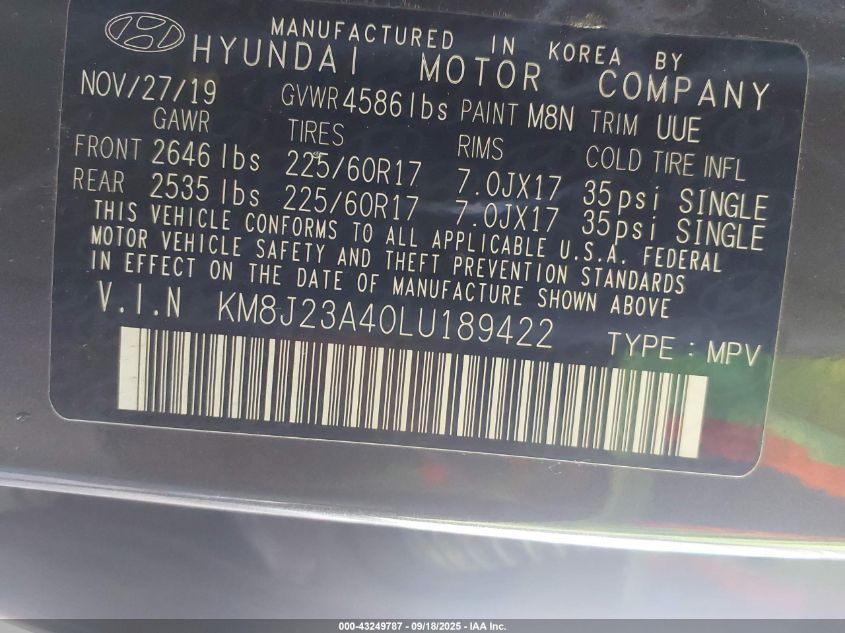 MANUFACTURED IN KOREA BY
HYUNDAI MOTOR COMPANY
NOV/27/19 GVWR 4586 lbs PAINT M8N TRIM UUE
GAWR TIRES RIMS COLD TIRE INFL
FRONT 2646 lbs 225/60R17 7.0JX17 35psi SINGLE
REAR 2535 lbs 225/60R17 7.0JX17 35psi SINGLE
THIS VEHICLE CONFORMS TO ALL APPLICABLE U.S.A. FEDERAL
MOTOR VEHICLE SAFETY AND THEFT PREVENTION STANDARDS
IN EFFECT ON THE DATE OF MANUFACTURE SHOWN ABOVE
V.I.N KM8J23A40LU189422
TYPE : MPV
000-43249787 - 09/18/2025 - IAA Inc.